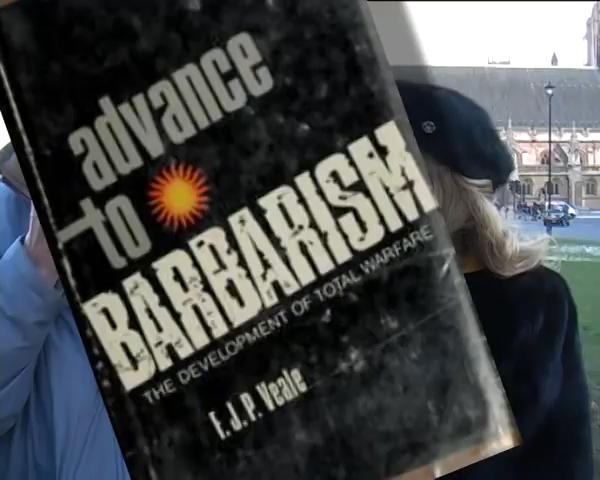 advance
to
BARBARISM
THE DEVELOPMENT OF TOTAL WARFARE
F. J. P. Veale